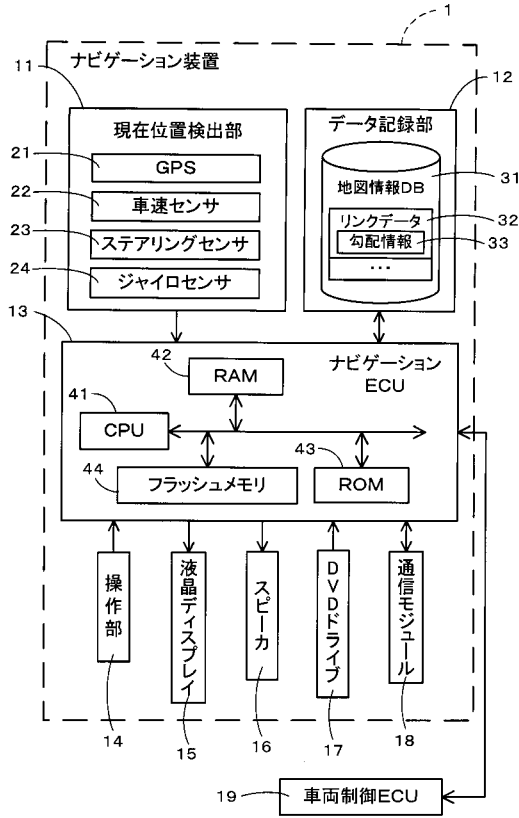 1
ナビゲーション装置
11
12
現在位置検出部
データ記録部
21
GPS
22
車速センサ
23
ステアリングセンサ
24
ジャイロセンサ
地図情報DB
31
リンクデータ
32
勾配情報
33
…
13
ナビゲーション
ECU
42
RAM
41
CPU
44
フラッシュメモリ
43
ROM
操作部
液晶ディスプレイ
スピーカ
DVDドライブ
通信モジュール
14
15
16
17
18
19
車両制御ECU